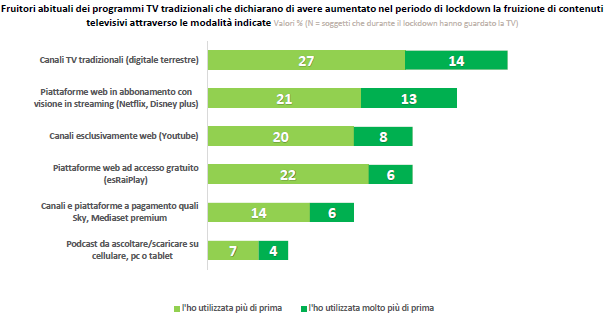 Fruitori abituali dei programmi TV tradizionali che dichiarano di avere aumentato nel periodo di lockdown la fruizione di contenuti
televisivi attraverso le modalità indicate Valori % (N = soggetti che durante il lockdown hanno guardato la TV)
Canali TV tradizionali (digitale terrestre)
27
14
Piattaforme web in abbonamento con
visione in streaming (Netflix, Disney plus)
21
13
Canali esclusivamente web (Youtube)
20
8
Piattaforme web ad accesso gratuito
(esRaiPlay)
22
6
Canali e piattaforme a pagamento quali
Sky, Mediaset premium
14
6
Podcast da ascoltare/scaricare su
cellulare, pc o tablet
7
4
l'ho utilizzata più di prima
l'ho utilizzata molto più di prima